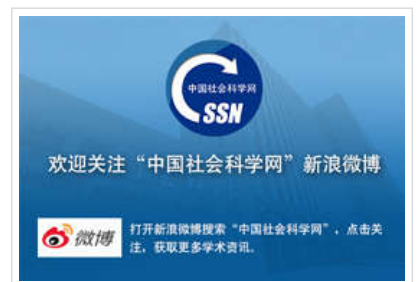 中国社会科学网
SSN
欢迎关注“中国社会科学网”新浪微博
微博
打开新浪微博搜索“中国社会科学网”，点击关
注，获取更多学术资讯。